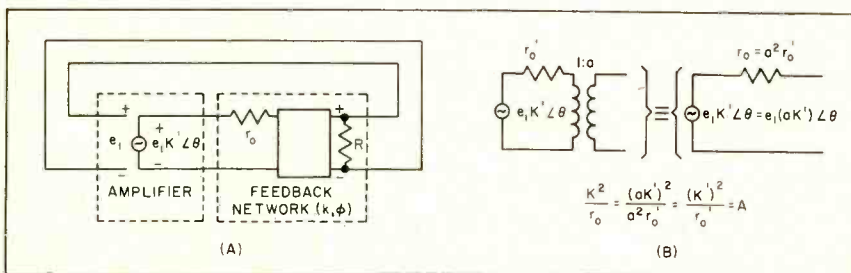 +
e₁
−
+
e₁K'∠θ
−
r₀
+
R
−
AMPLIFIER
FEEDBACK
NETWORK (k,ϕ)
(A)
r₀'
1:a
e₁K'∠θ
≡
r₀=a²r₀'
e₁K'∠θ=e₁(aK')∠θ
K²/r₀ = (aK')²/a²r₀' = (K')²/r₀' = A
(B)